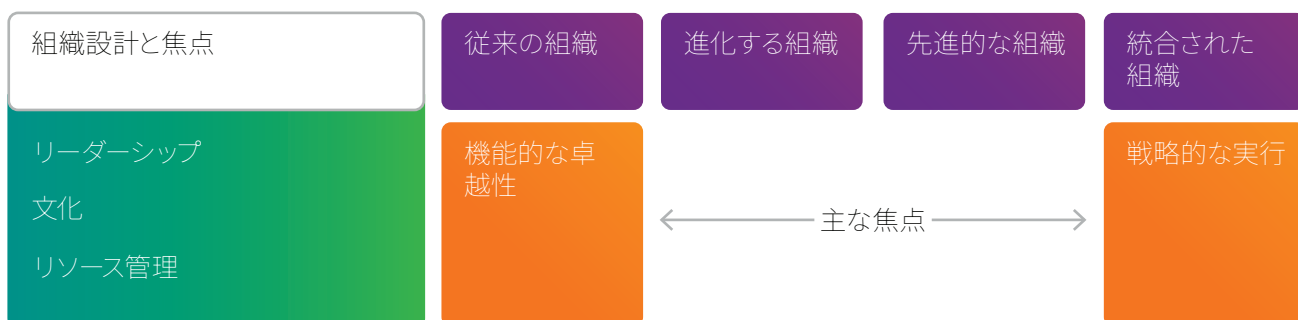 組織設計と焦点
従来の組織
進化する組織
先進的な組織
統合された
組織
リーダーシップ
文化
リソース管理
機能的な卓
越性
主な焦点
戦略的な実行